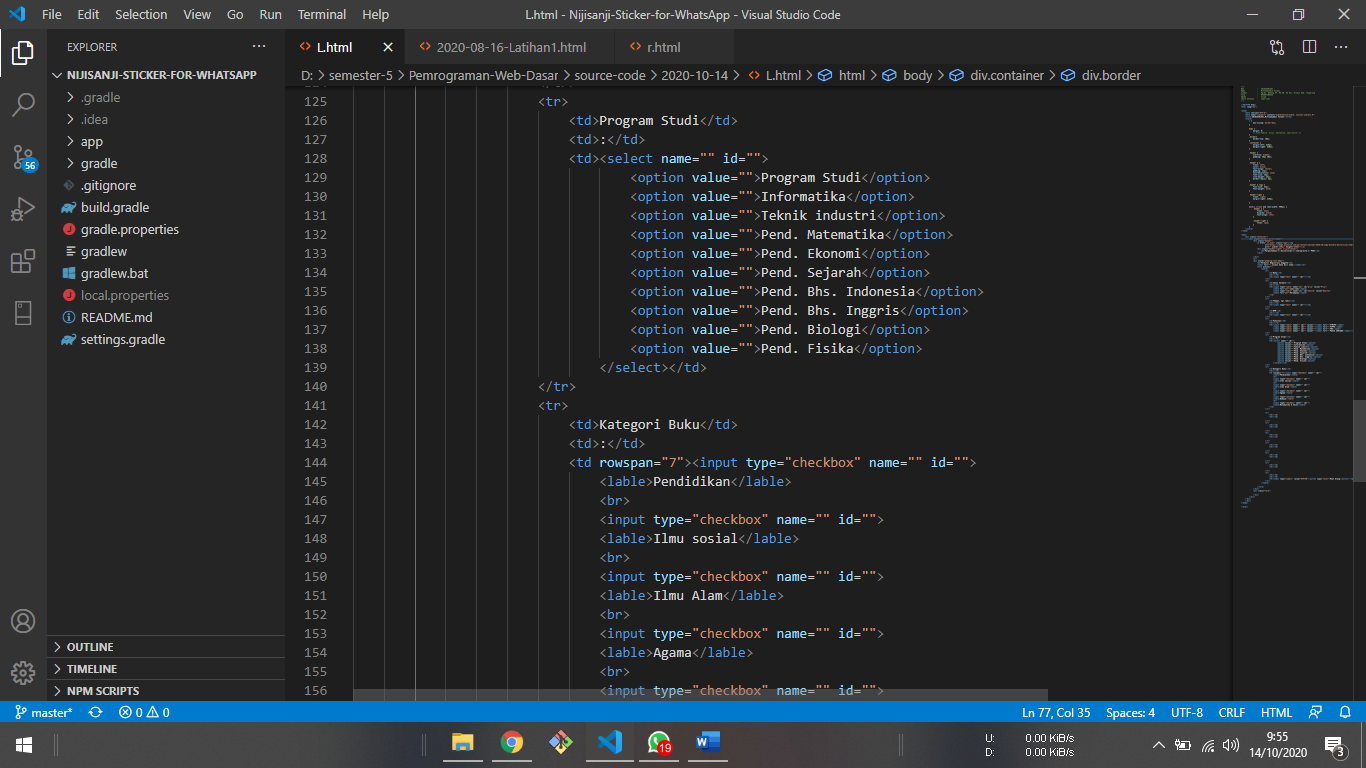 File Edit Selection View Go Run Terminal Help L.html - Nijisanji-Sticker-for-WhatsApp - Visual Studio Code
EXPLORER
L.html 2020-08-16-Latihan1.html r.html
D: > semester-5 > Pemrograman-Web-Dasar > source-code > 2020-10-14 > L.html > html > body > div.container > div.border
NIJISANJI-STICKER-FOR-WHATSAPP
.gradle
.idea
app
gradle
.gitignore
build.gradle
gradle.properties
gradlew
gradlew.bat
local.properties
README.md
settings.gradle
OUTLINE
TIMELINE
NPM SCRIPTS
56
125 <tr>
126 <td>Program Studi</td>
127 <td>:</td>
128 <td><select name="" id="">
129 <option value="">Program Studi</option>
130 <option value="">Informatika</option>
131 <option value="">Teknik industri</option>
132 <option value="">Pend. Matematika</option>
133 <option value="">Pend. Ekonomi</option>
134 <option value="">Pend. Sejarah</option>
135 <option value="">Pend. Bhs. Indonesia</option>
136 <option value="">Pend. Bhs. Inggris</option>
137 <option value="">Pend. Biologi</option>
138 <option value="">Pend. Fisika</option>
139 </select></td>
140 </tr>
141 <tr>
142 <td>Kategori Buku</td>
143 <td>:</td>
144 <td rowspan="7"><input type="checkbox" name="" id="">
145 <lable>Pendidikan</lable>
146 <br>
147 <input type="checkbox" name="" id="">
148 <lable>Ilmu sosial</lable>
149 <br>
150 <input type="checkbox" name="" id="">
151 <lable>Ilmu Alam</lable>
152 <br>
153 <input type="checkbox" name="" id="">
154 <lable>Agama</lable>
155 <br>
156 <input type="checkbox" name="" id="">
master* 0 0 Ln 77, Col 35 Spaces: 4 UTF-8 CRLF HTML
19
U: 0.00 KiB/s
D: 0.00 KiB/s
9:55
14/10/2020
3